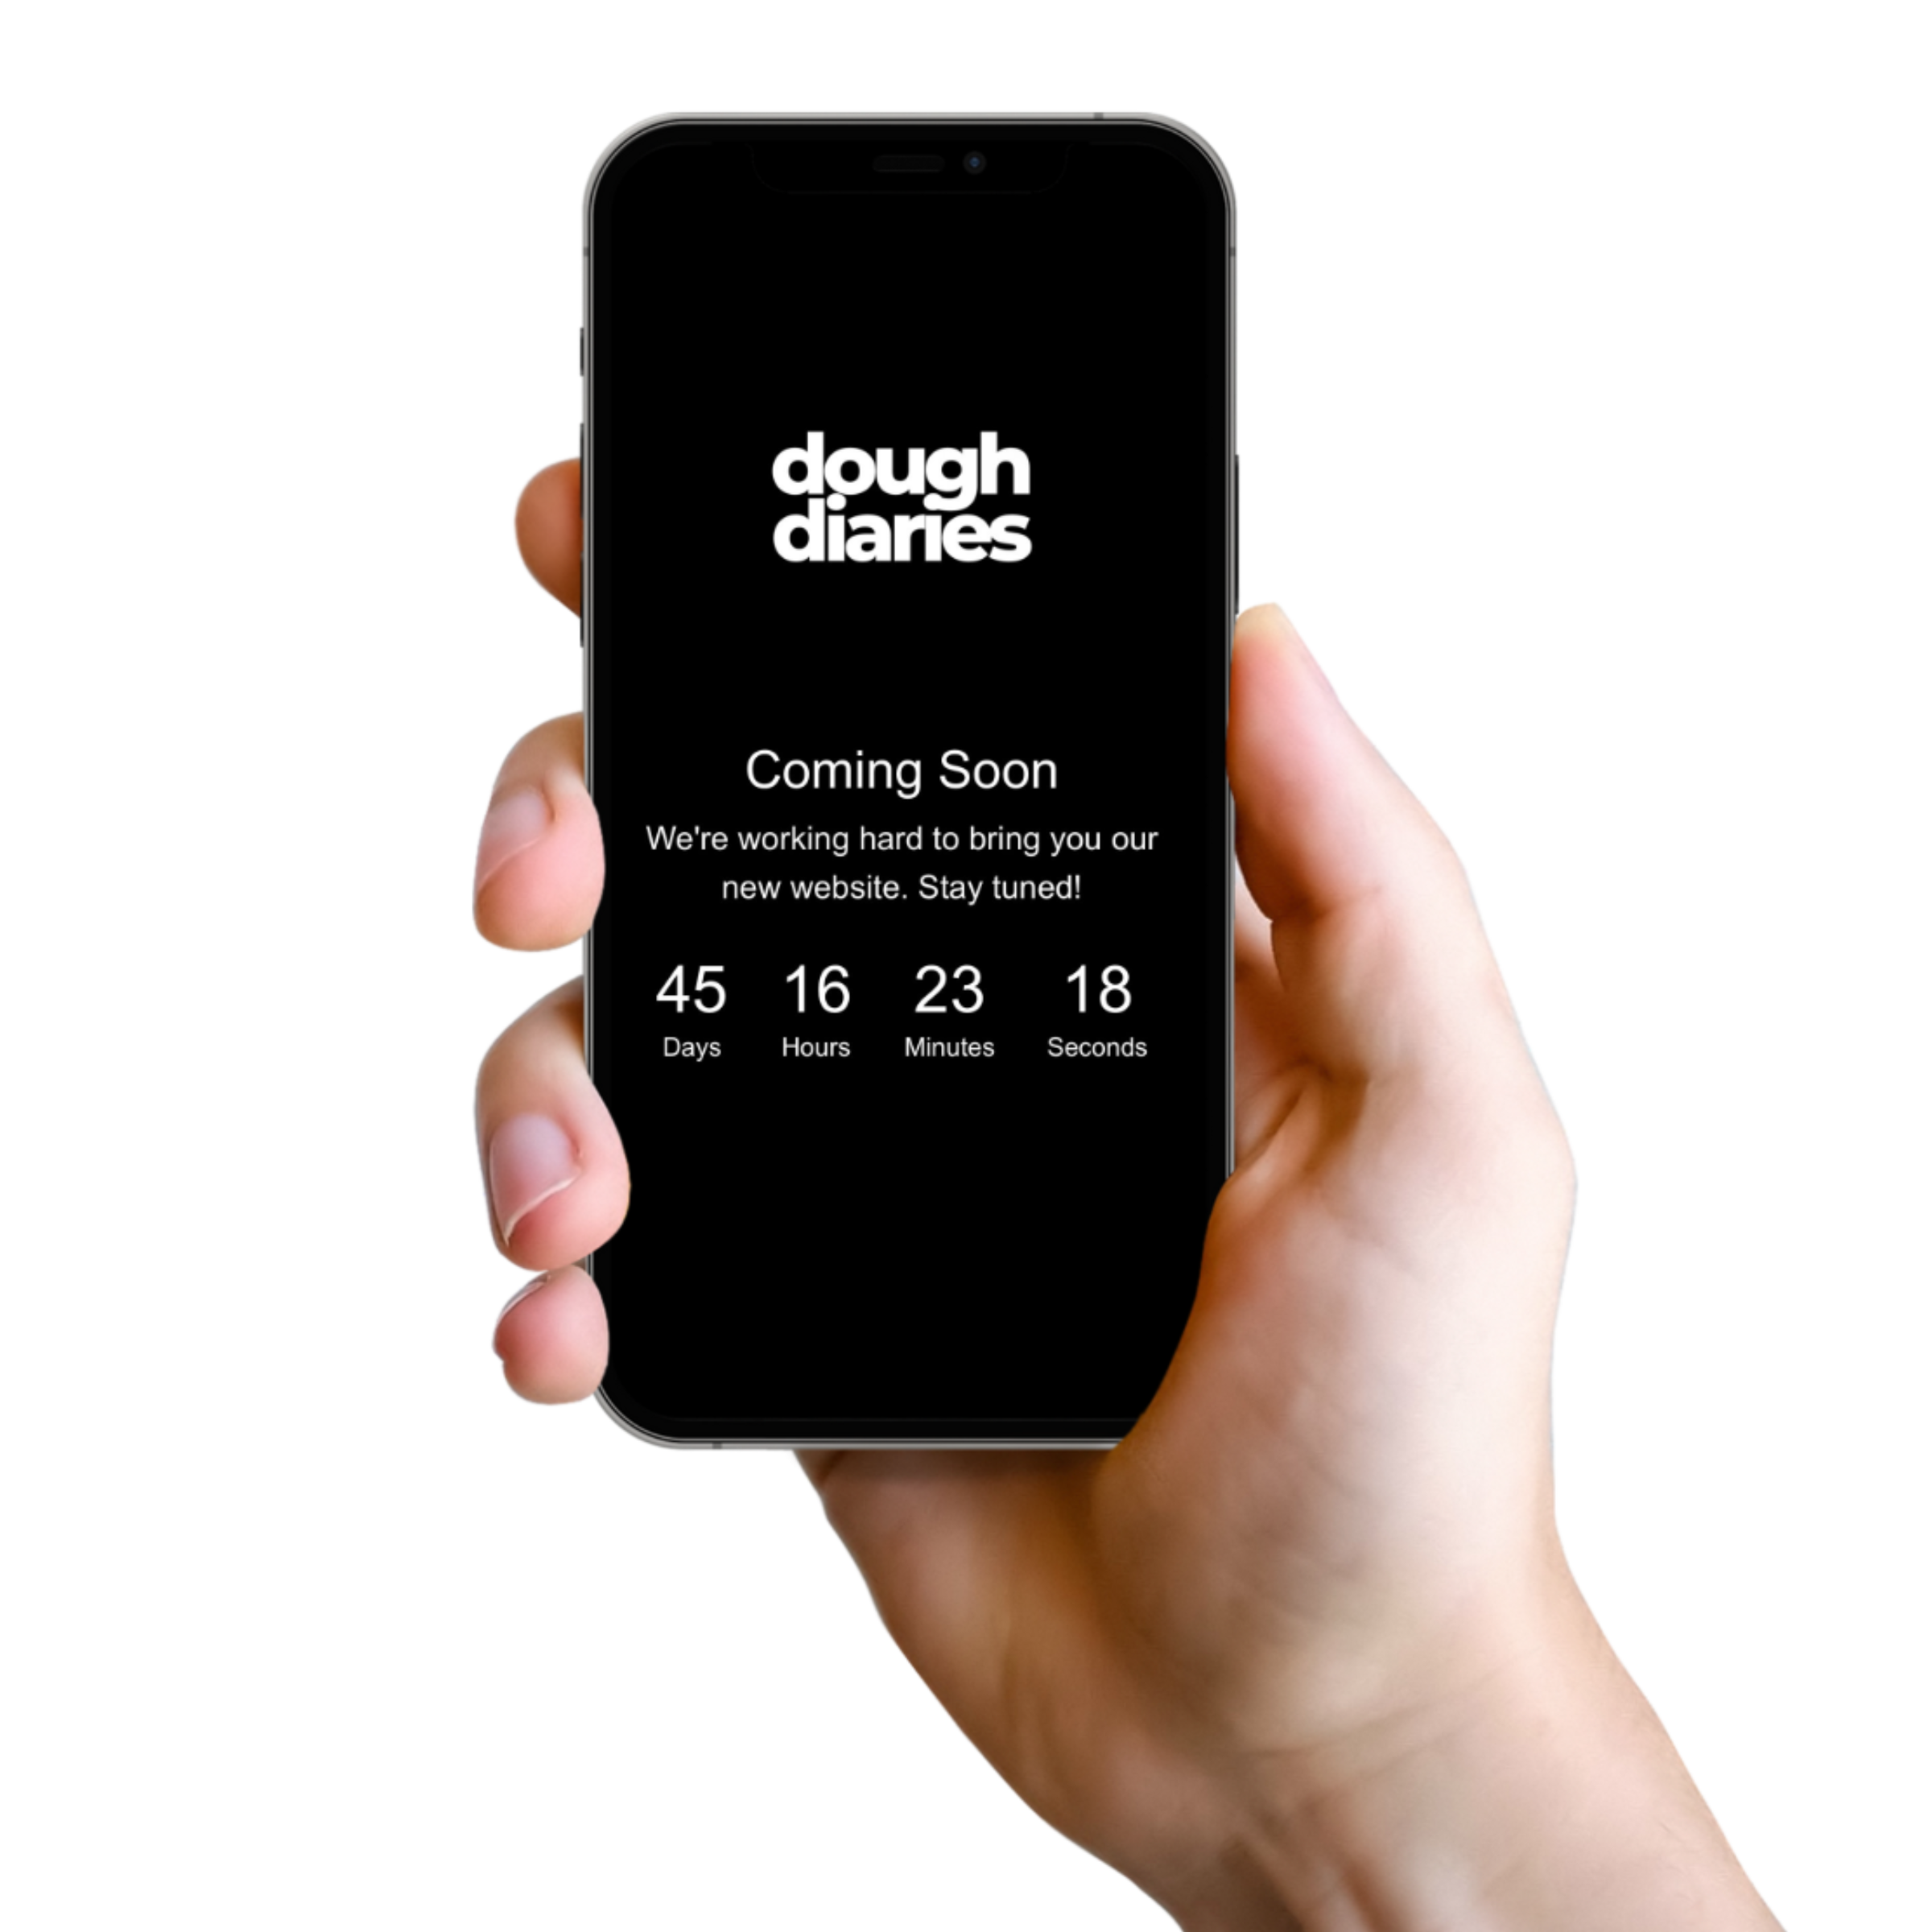 dough
diaries
Coming Soon
We're working hard to bring you our
new website. Stay tuned!
45 16 23 18
Days Hours Minutes Seconds